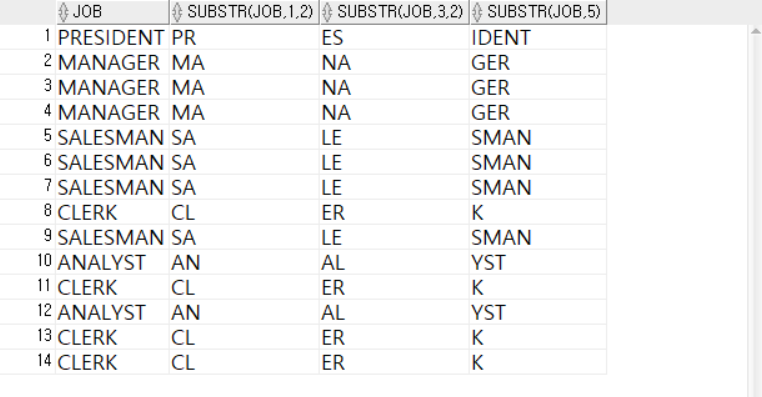 JOB SUBSTR(JOB,1,2) SUBSTR(JOB,3,2) SUBSTR(JOB,5)
1 PRESIDENT PR ES IDENT
2 MANAGER MA NA GER
3 MANAGER MA NA GER
4 MANAGER MA NA GER
5 SALESMAN SA LE SMAN
6 SALESMAN SA LE SMAN
7 SALESMAN SA LE SMAN
8 CLERK CL ER K
9 SALESMAN SA LE SMAN
10 ANALYST AN AL YST
11 CLERK CL ER K
12 ANALYST AN AL YST
13 CLERK CL ER K
14 CLERK CL ER K